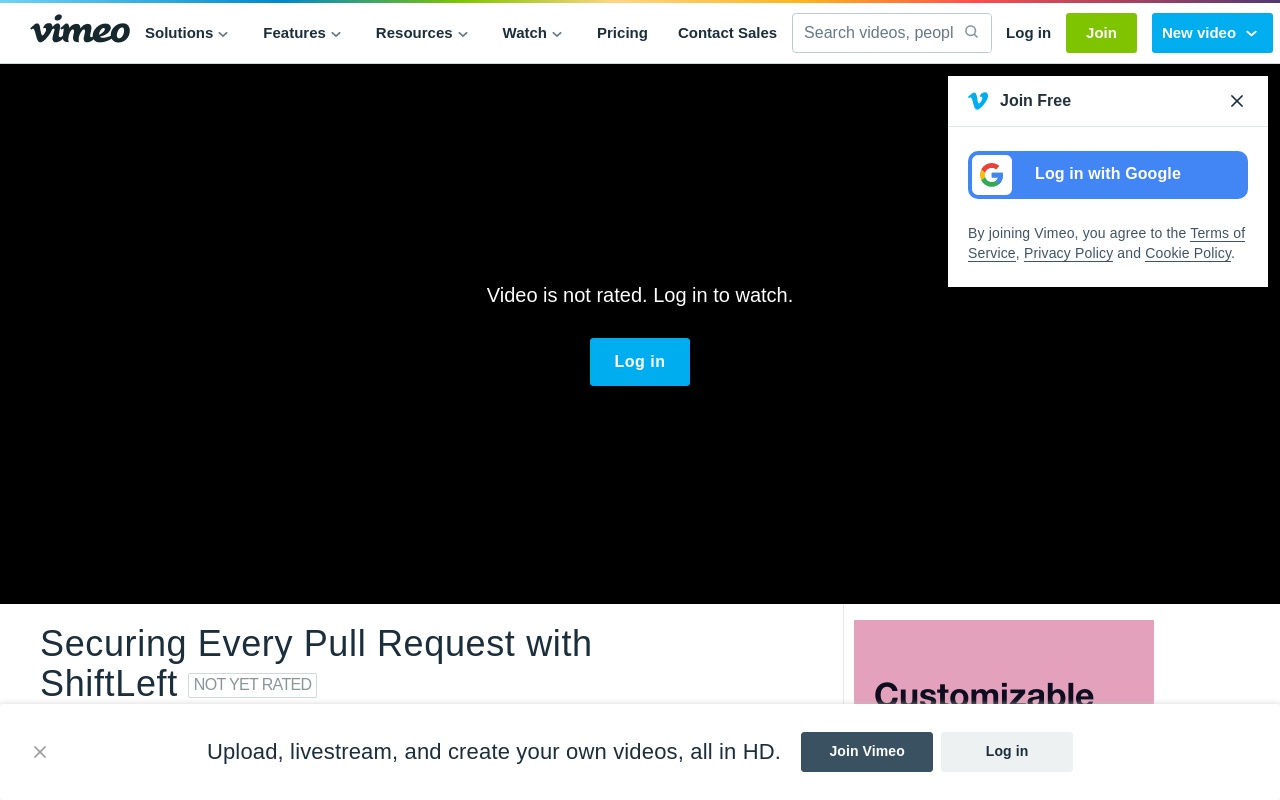 vimeo
Solutions
Features
Resources
Watch
Pricing
Contact Sales
Search videos, peopl
Log in
Join
New video
Join Free
Log in with Google
By joining Vimeo, you agree to the Terms of
Service, Privacy Policy and Cookie Policy.
Video is not rated. Log in to watch.
Log in
Securing Every Pull Request with
ShiftLeft NOT YET RATED
Customizable
Upload, livestream, and create your own videos, all in HD.
Join Vimeo
Log in